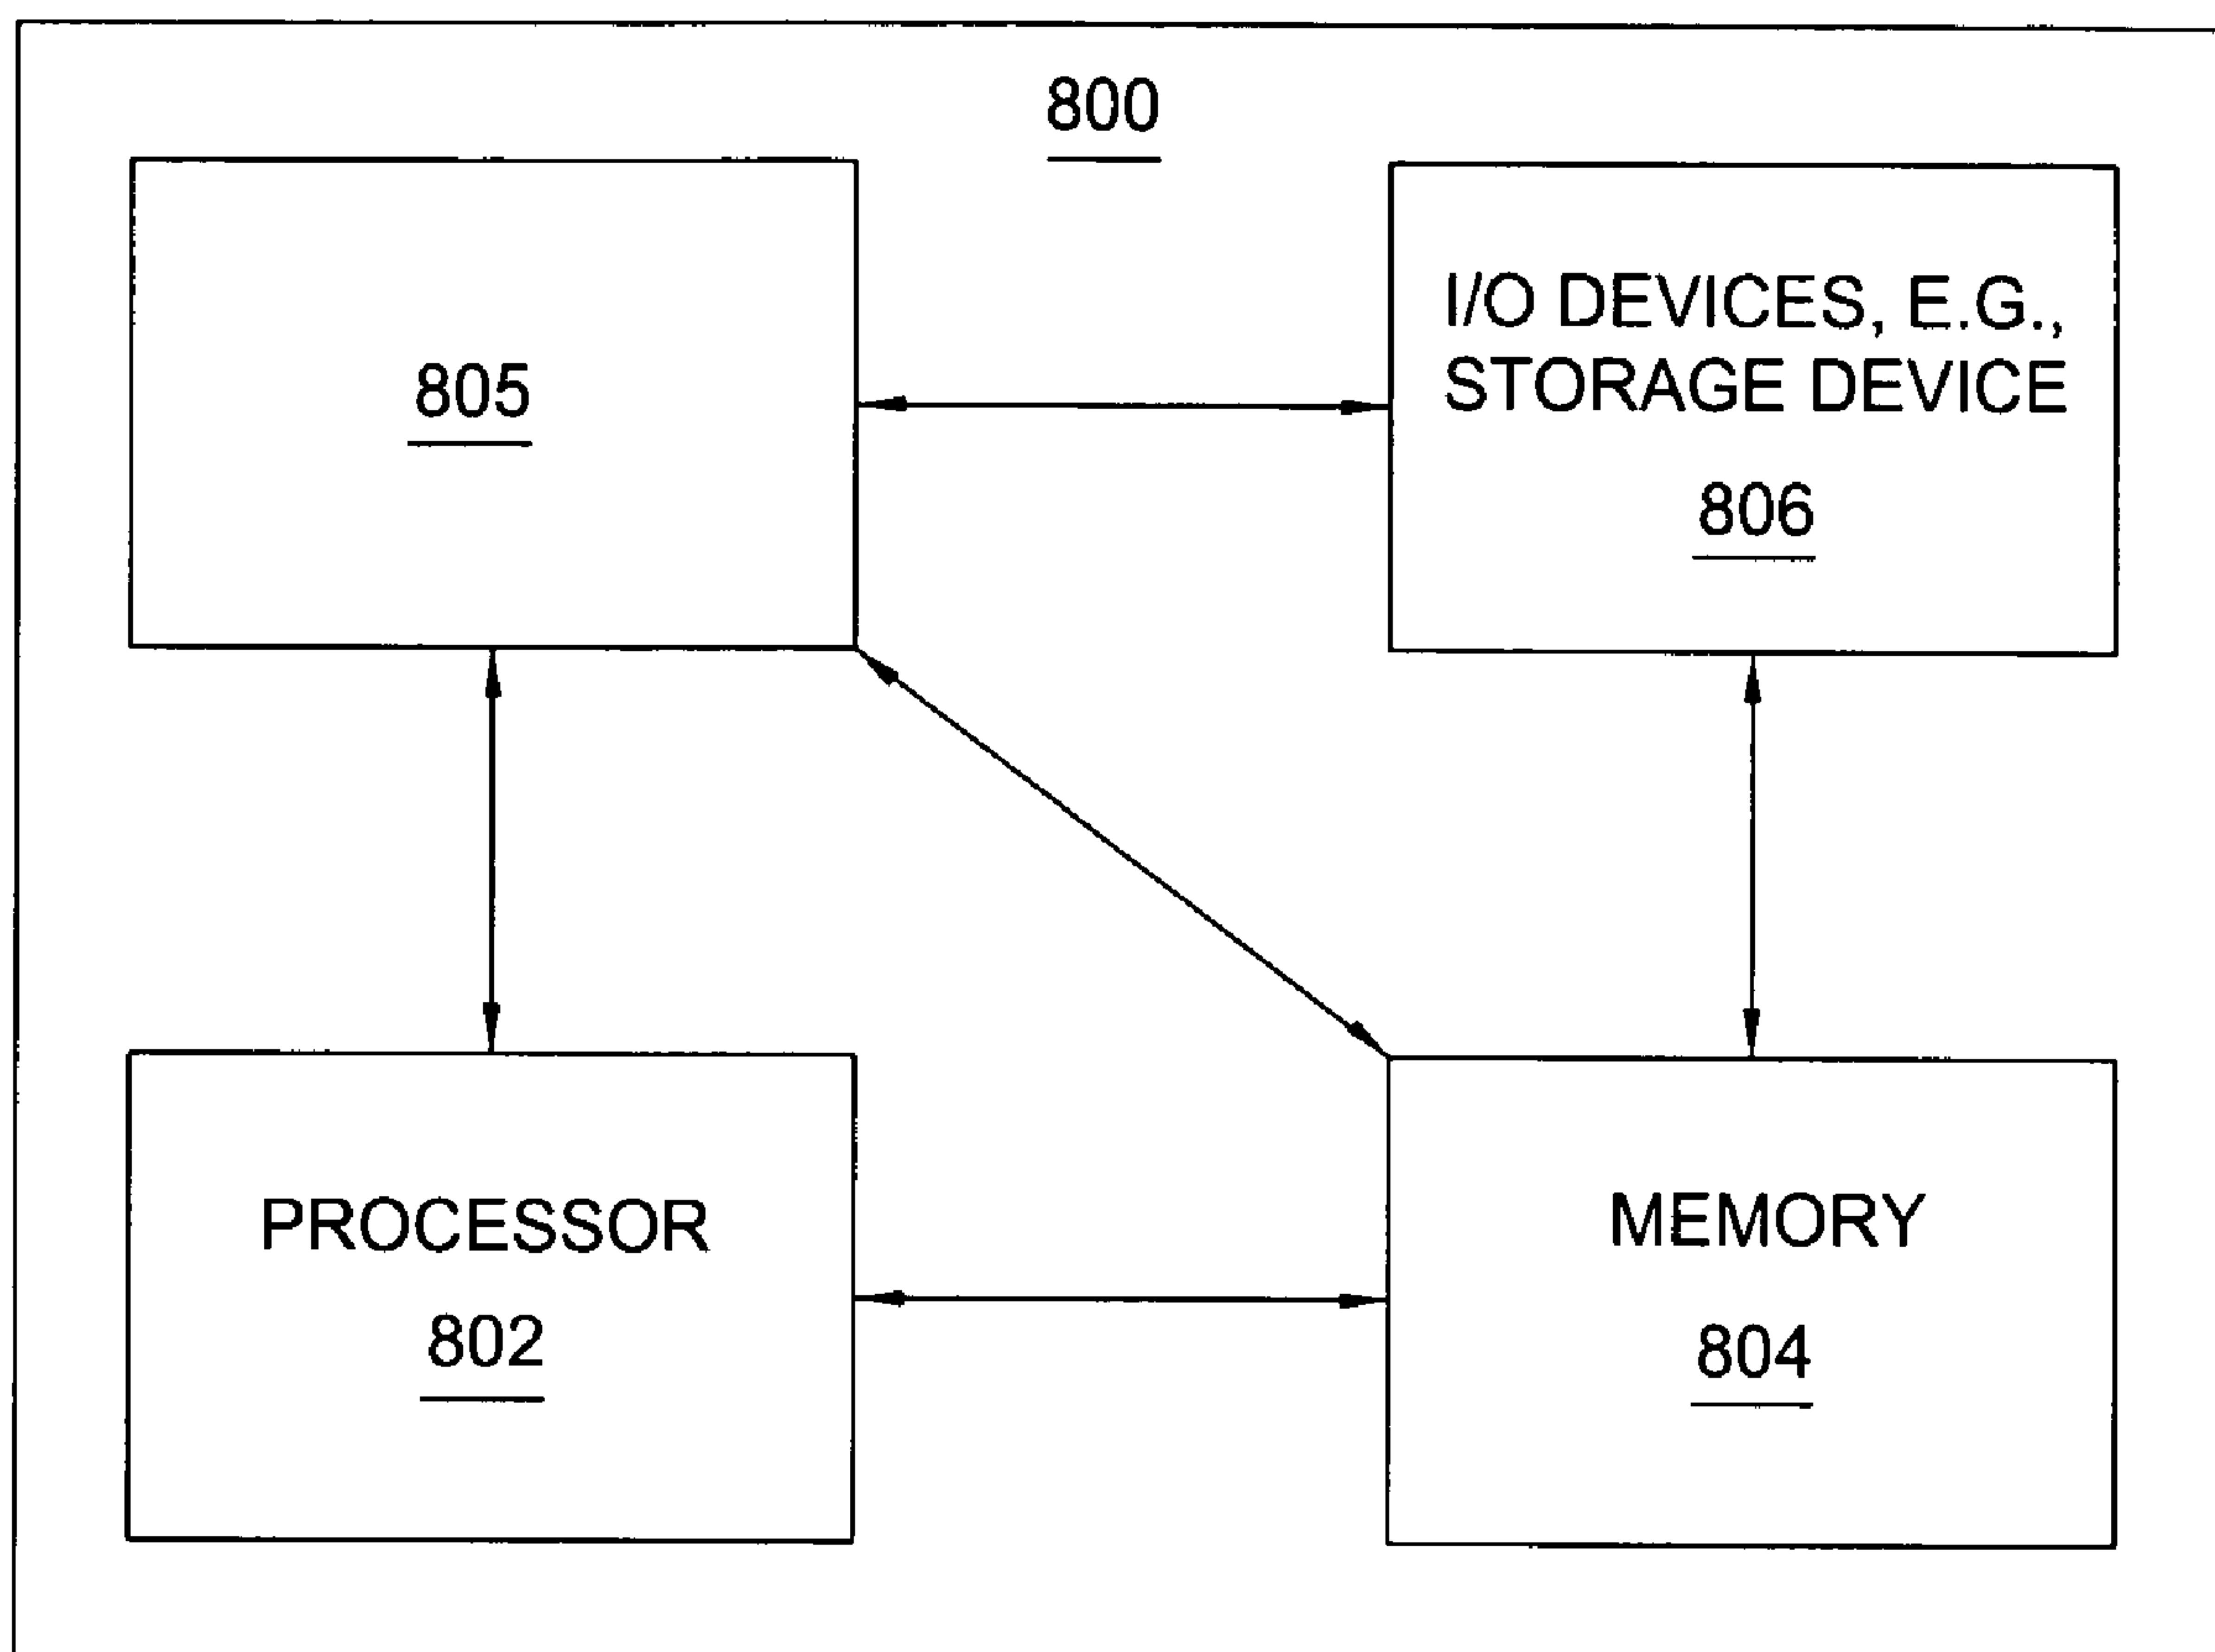 800
805
I/O DEVICES, E.G.,
STORAGE DEVICE
806
PROCESSOR
802
MEMORY
804